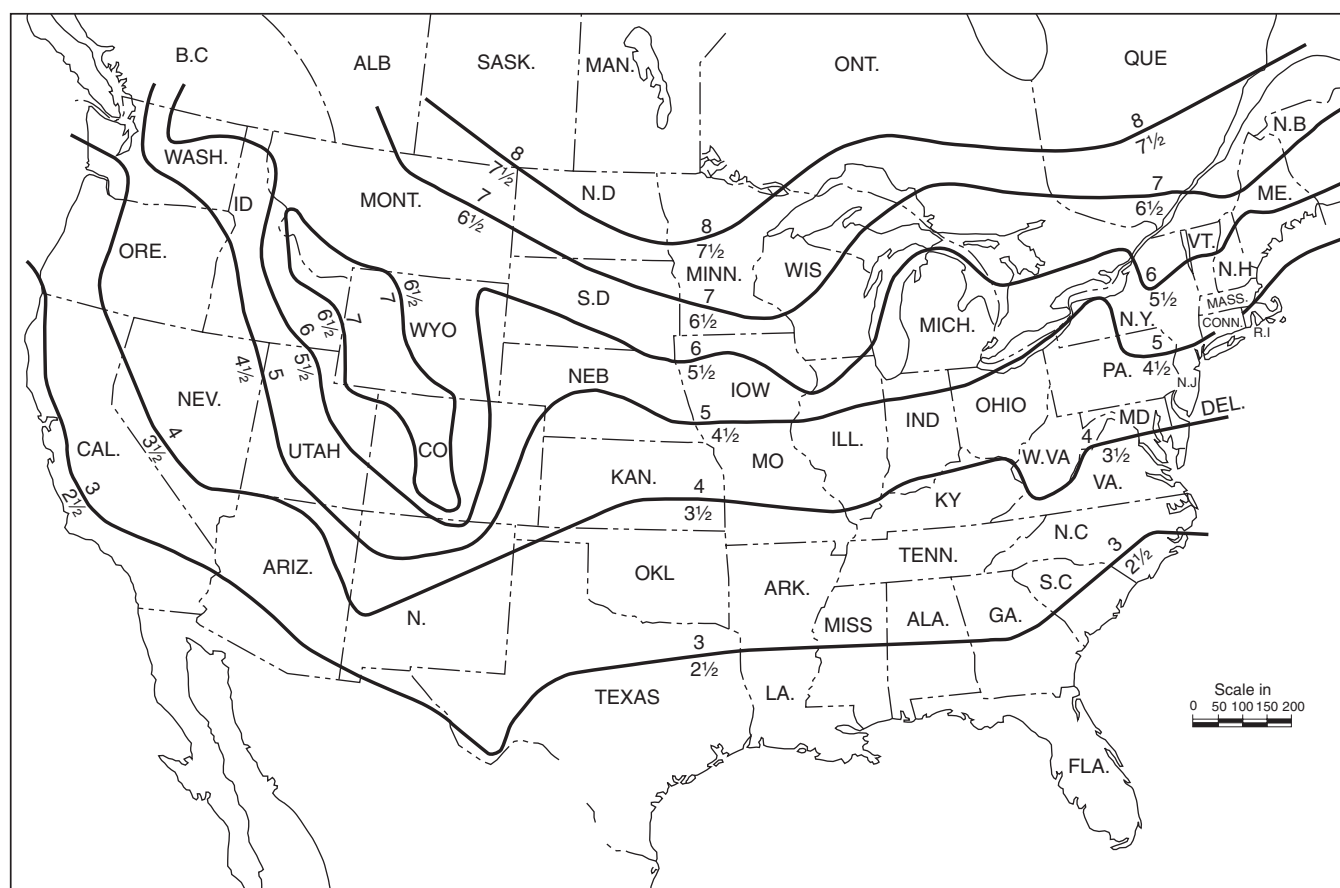 B.C
ALB
SASK.
MAN.
ONT.
QUE
N.B
8
7½
8
7½
8
7½
WASH.
ID
MONT.
7
6½
N.D
7
6½
ME.
ORE.
VT.
N.H
MINN.
WIS
7
6½
6
5½
MASS.
CONN.
R.I
S.D
6½
7
WYO
6½
7
6
5½
MICH.
N.Y.
5
4½
4½
5
6
5½
NEB
IOW
PA.
N.J
NEV.
5
4½
OHIO
IND
MD
DEL.
CAL.
4
3½
UTAH
CO
ILL.
MO
W.VA
4
3½
3
2½
KAN.
4
3½
KY
VA.
N.C
ARIZ.
OKL
TENN.
3
2½
ARK.
S.C
N.
MISS
ALA.
GA.
3
2½
TEXAS
LA.
FLA.
Scale in
0 50 100 150 200